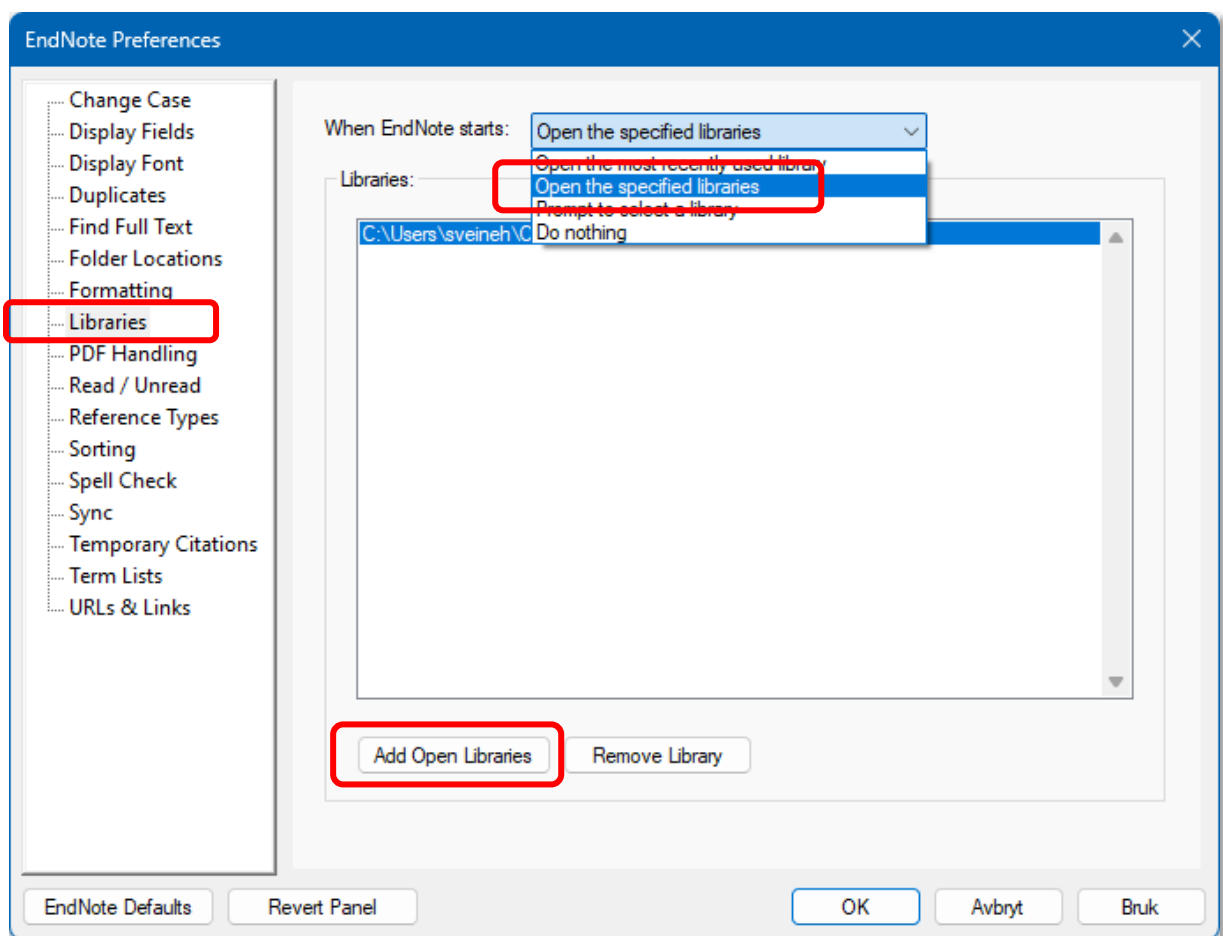 EndNote Preferences
Change Case
Display Fields
Display Font
Duplicates
Find Full Text
Folder Locations
Formatting
Libraries
PDF Handling
Read / Unread
Reference Types
Sorting
Spell Check
Sync
Temporary Citations
Term Lists
URLs & Links
When EndNote starts: Open the specified libraries
Open the most recently used library
Open the specified libraries
Prompt to select a library
Do nothing
Libraries:
C:\Users\sveineh\
Add Open Libraries Remove Library
EndNote Defaults Revert Panel OK Avbryt Bruk